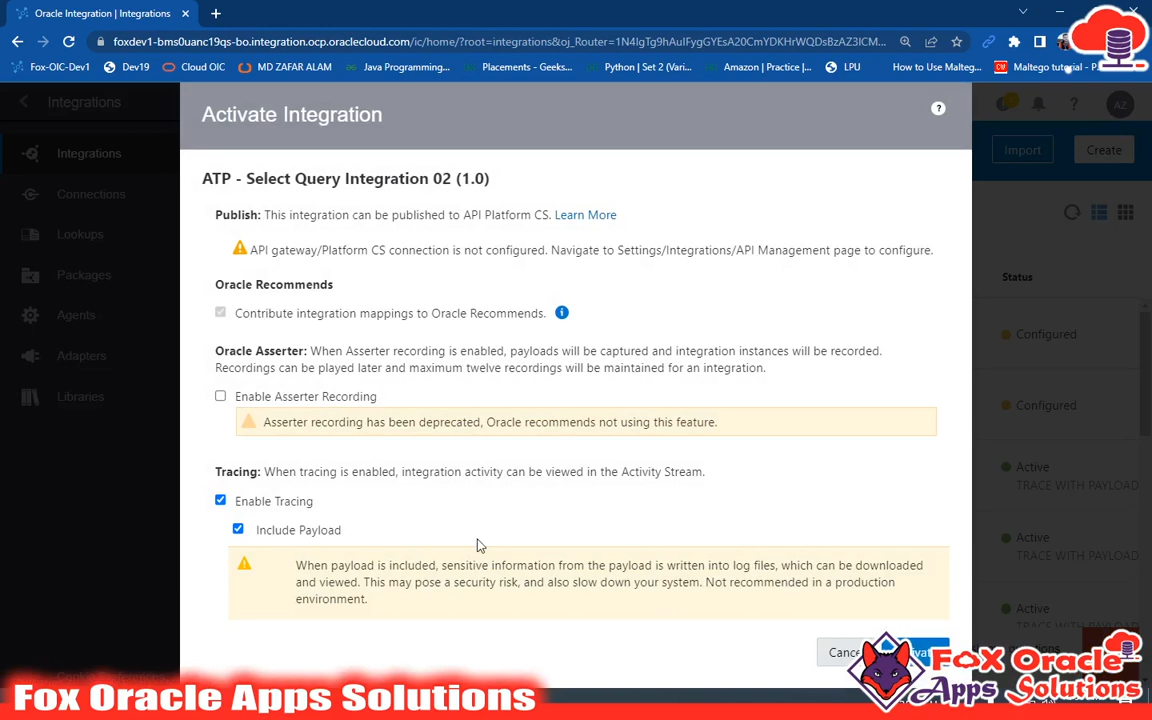 Oracle Integration | Integrations
foxdev1-bms0uanc19qs-bo.integration.ocp.oraclecloud.com/ic/home/?root=integrations&oj_Router=1N4IgTg9hAuIFygGYEsA20CmYDKHrWQDsBzAZ3ICM...
Fox-OIC-Dev1 Dev19 Cloud OIC MD ZAFAR ALAM Java Programming... Placements - Geeks... Python | Set 2 (Vari... Amazon | Practice |... LPU How to Use Malteg... Maltego tutorial - P
Integrations AZ
Activate Integration ?
Integrations Import Create
ATP - Select Query Integration 02 (1.0)
Connections
Publish: This integration can be published to API Platform CS. Learn More
Lookups
API gateway/Platform CS connection is not configured. Navigate to Settings/Integrations/API Management page to configure.
Packages Status
Oracle Recommends
Contribute integration mappings to Oracle Recommends.
Agents
Configured
Oracle Asserter: When Asserter recording is enabled, payloads will be captured and integration instances will be recorded.
Adapters
Recordings can be played later and maximum twelve recordings will be maintained for an integration.
Enable Asserter Recording
Libraries Configured
Asserter recording has been deprecated, Oracle recommends not using this feature.
Tracing: When tracing is enabled, integration activity can be viewed in the Activity Stream.
Active
TRACE WITH PAYLOAD
Enable Tracing
Include Payload
Active
TRACE WITH PAYLOAD
When payload is included, sensitive information from the payload is written into log files, which can be downloaded
and viewed. This may pose a security risk, and also slow down your system. Not recommended in a production
environment.
Active
Fox Oracle Apps Solutions
FOX Oracle
Apps Solutions